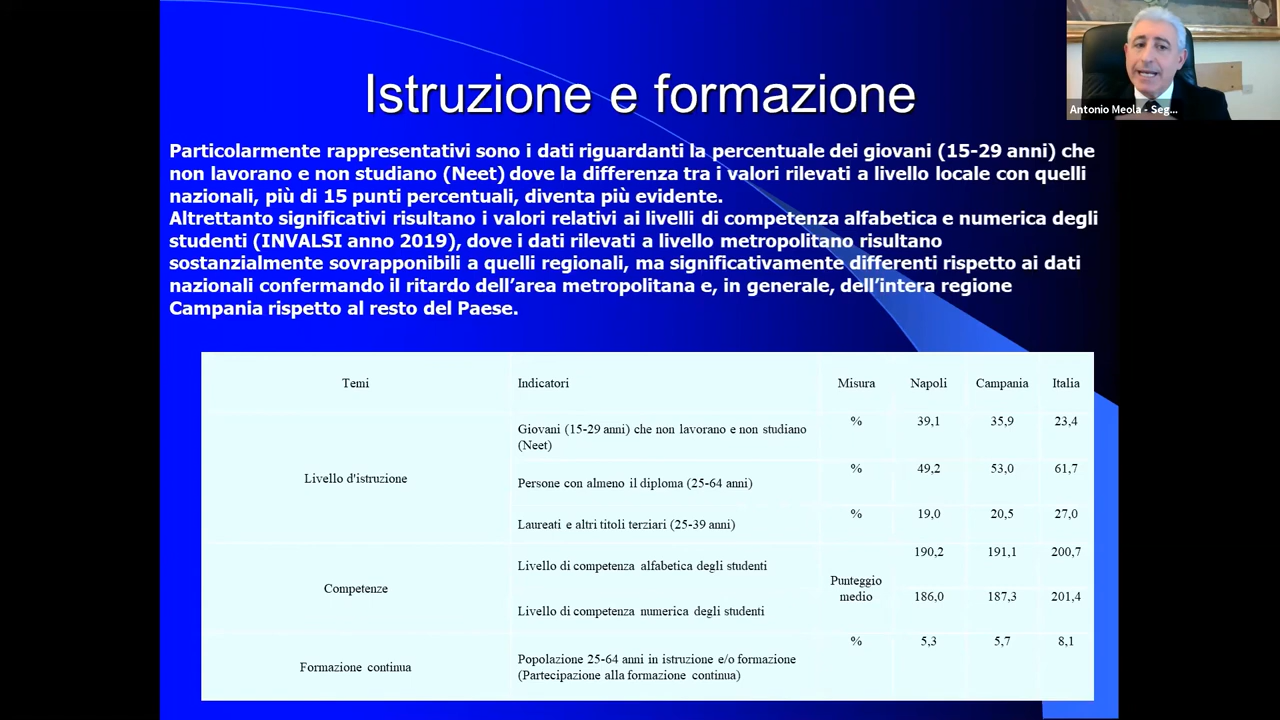 Istruzione e formazione
Antonio Meola - Seg...
Particolarmente rappresentativi sono i dati riguardanti la percentuale dei giovani (15-29 anni) che
non lavorano e non studiano (Neet) dove la differenza tra i valori rilevati a livello locale con quelli
nazionali, più di 15 punti percentuali, diventa più evidente.
Altrettanto significativi risultano i valori relativi ai livelli di competenza alfabetica e numerica degli
studenti (INVALSI anno 2019), dove i dati rilevati a livello metropolitano risultano
sostanzialmente sovrapponibili a quelli regionali, ma significativamente differenti rispetto ai dati
nazionali confermando il ritardo dell'area metropolitana e, in generale, dell'intera regione
Campania rispetto al resto del Paese.
Temi Indicatori Misura Napoli Campania Italia
Livello d'istruzione
Giovani (15-29 anni) che non lavorano e non studiano
(Neet)
% 39,1 35,9 23,4
Persone con almeno il diploma (25-64 anni)
% 49,2 53,0 61,7
Laureati e altri titoli terziari (25-39 anni)
% 19,0 20,5 27,0
Competenze
Livello di competenza alfabetica degli studenti
Punteggio
medio
190,2 191,1 200,7
Livello di competenza numerica degli studenti
186,0 187,3 201,4
Formazione continua
Popolazione 25-64 anni in istruzione e/o formazione
(Partecipazione alla formazione continua)
% 5,3 5,7 8,1